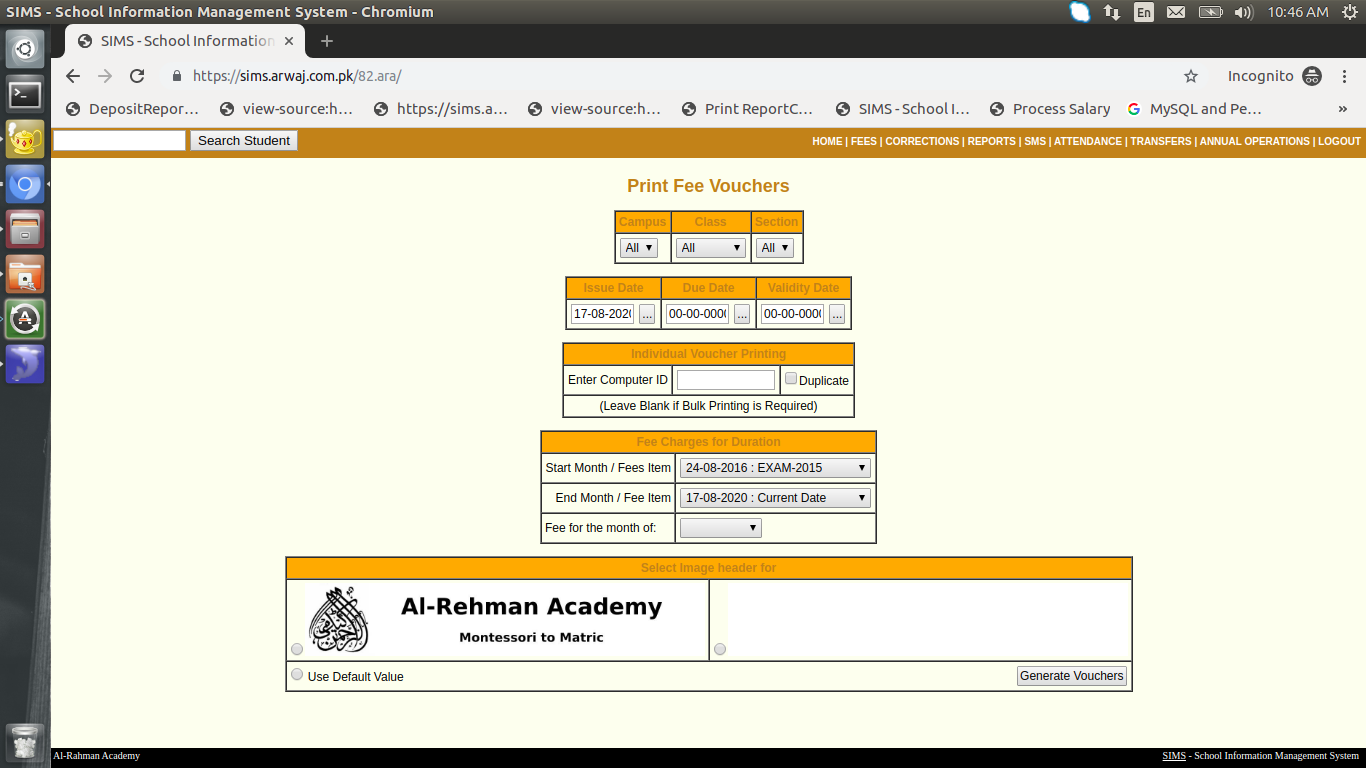 SIMS - School Information Management System - Chromium
En
10:46 AM
SIMS - School Information
https://sims.arwaj.com.pk/82.ara/
Incognito
DepositRepor…
view-source:h…
https://sims.a…
view-source:h…
Print ReportC…
SIMS - School I…
Process Salary
MySQL and Pe…
»
Search Student
HOME | FEES | CORRECTIONS | REPORTS | SMS | ATTENDANCE | TRANSFERS | ANNUAL OPERATIONS | LOGOUT
Print Fee Vouchers
Campus Class Section
All All All
Issue Date Due Date Validity Date
17-08-2020 ... 00-00-0000 ... 00-00-0000 ...
Individual Voucher Printing
Enter Computer ID Duplicate
(Leave Blank if Bulk Printing is Required)
Fee Charges for Duration
Start Month / Fees Item 24-08-2016 : EXAM-2015
End Month / Fee Item 17-08-2020 : Current Date
Fee for the month of:
Select Image header for
Al-Rehman Academy
Montessori to Matric
Use Default Value
Generate Vouchers
Al-Rahman Academy
SIMS - School Information Management System